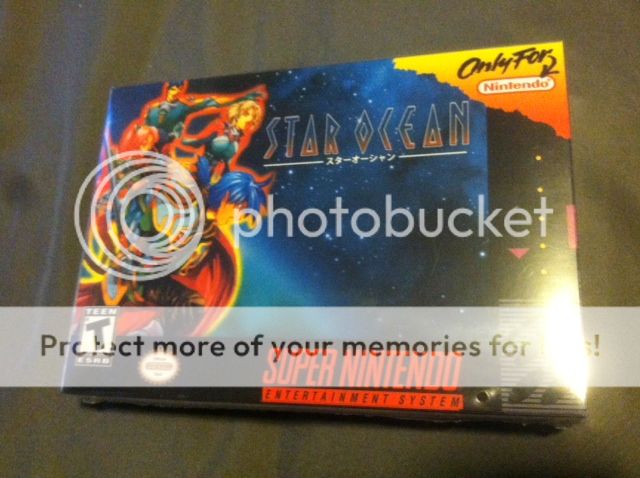 Only For
Nintendo
STAR OCEAN
スターオーシャン
photobucket
TEEN
T
ESRB
Protect more of your memories for less!
SUPER NINTENDO
ENTERTAINMENT SYSTEM